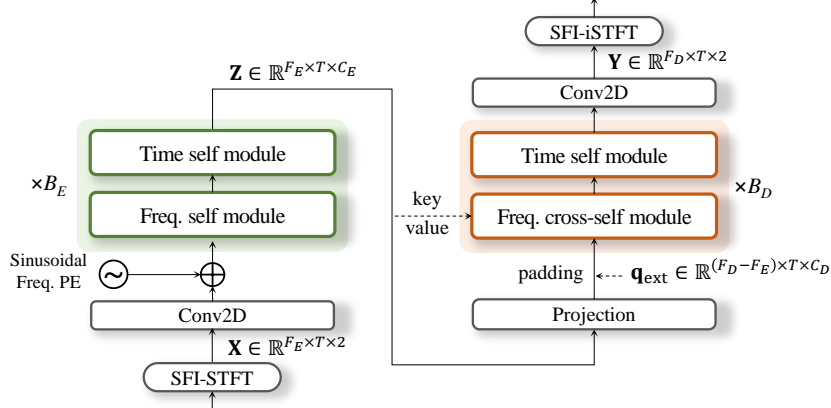 SFI-iSTFT
𝐙 ∈ ℝ^{F_E×T×C_E}
𝐘 ∈ ℝ^{F_D×T×2}
Conv2D
Time self module
Time self module
×B_E
×B_D
Freq. self module
key
value
Freq. cross-self module
Sinusoidal
Freq. PE
padding
𝐪_ext ∈ ℝ^{(F_D−F_E)×T×C_D}
Conv2D
Projection
𝐗 ∈ ℝ^{F_E×T×2}
SFI-STFT